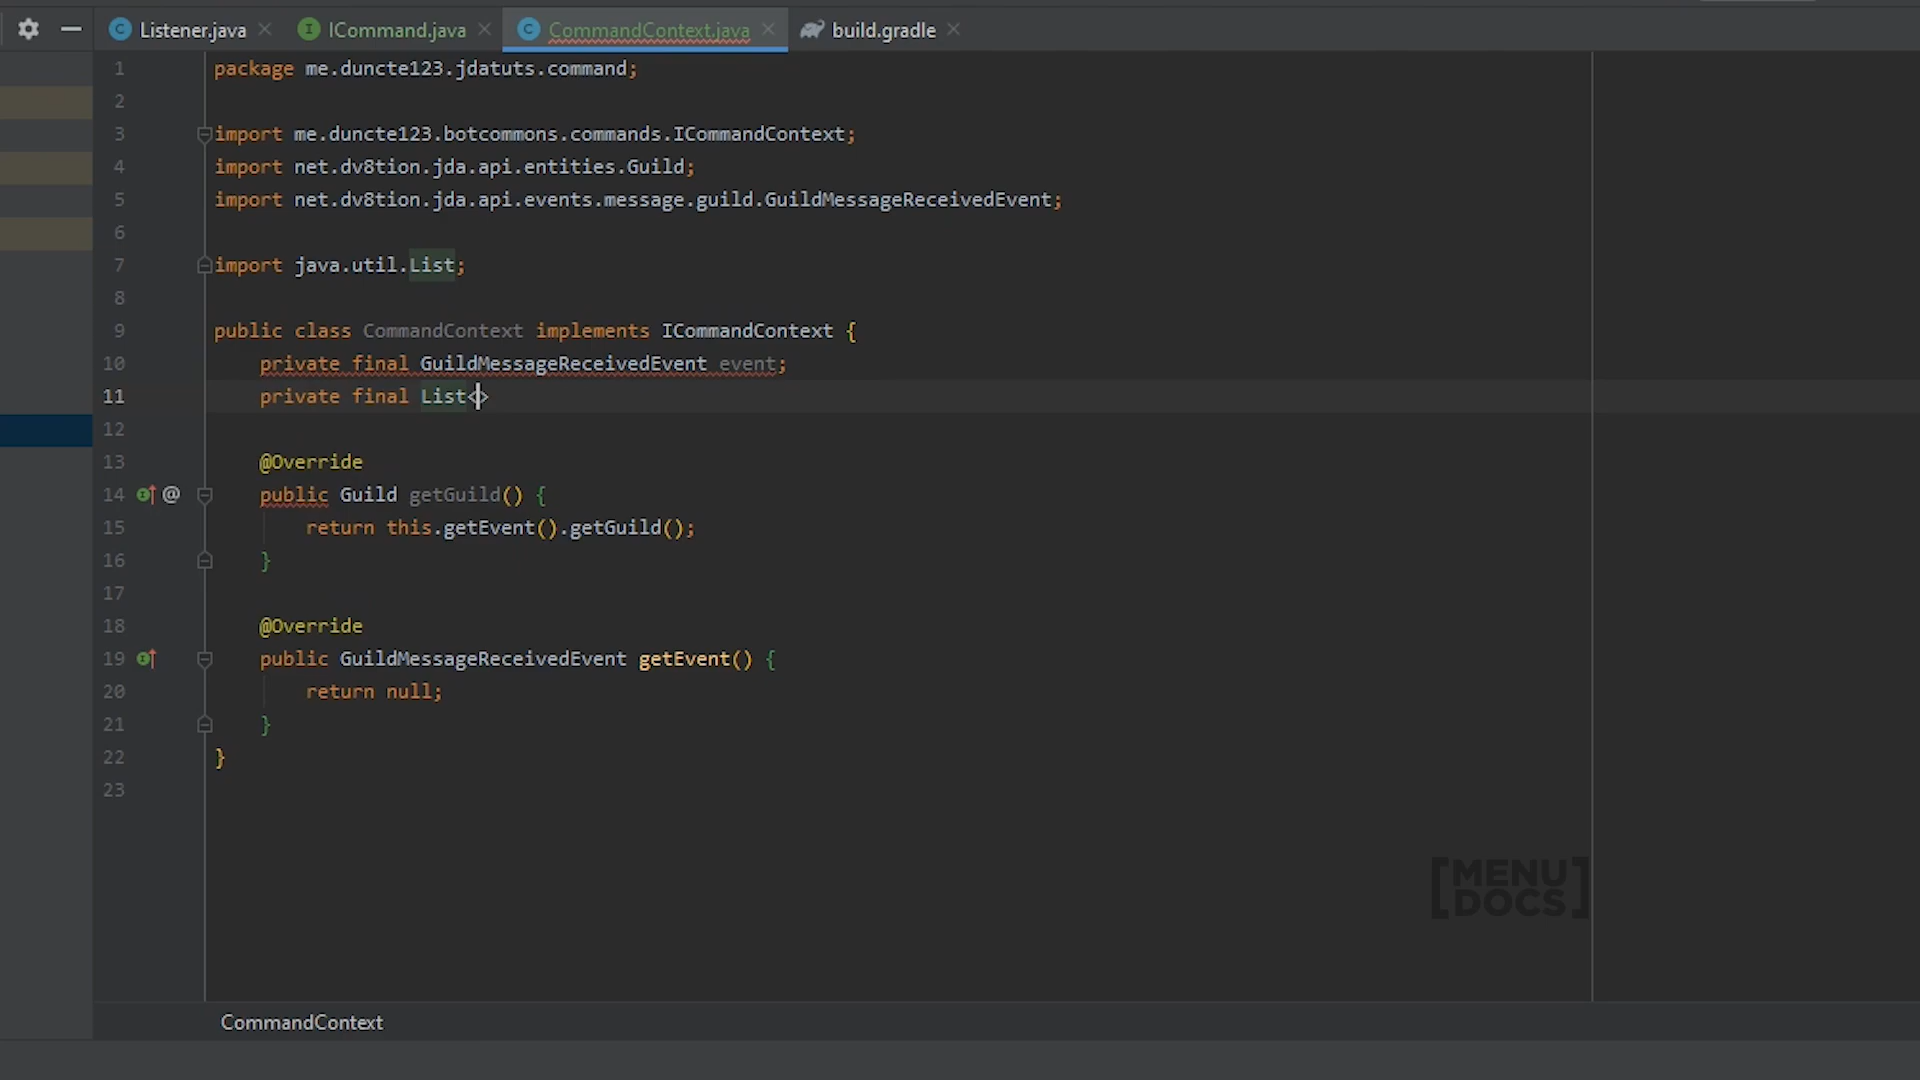 Listener.java ICommand.java CommandContext.java build.gradle
1 package me.duncte123.jdatuts.command;
2
3 import me.duncte123.botcommons.commands.ICommandContext;
4 import net.dv8tion.jda.api.entities.Guild;
5 import net.dv8tion.jda.api.events.message.guild.GuildMessageReceivedEvent;
6
7 import java.util.List;
8
9 public class CommandContext implements ICommandContext {
10 private final GuildMessageReceivedEvent event;
11 private final List<>
12
13 @Override
14 public Guild getGuild() {
15 return this.getEvent().getGuild();
16 }
17
18 @Override
19 public GuildMessageReceivedEvent getEvent() {
20 return null;
21 }
22 }
23
[MENU
DOCS]
CommandContext